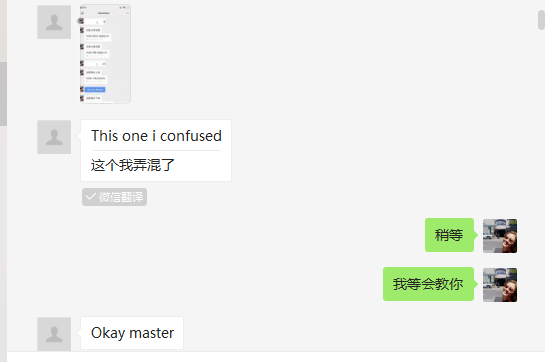 This one i confused
这个我弄混了
微信翻译
稍等
我等会教你
Okay master